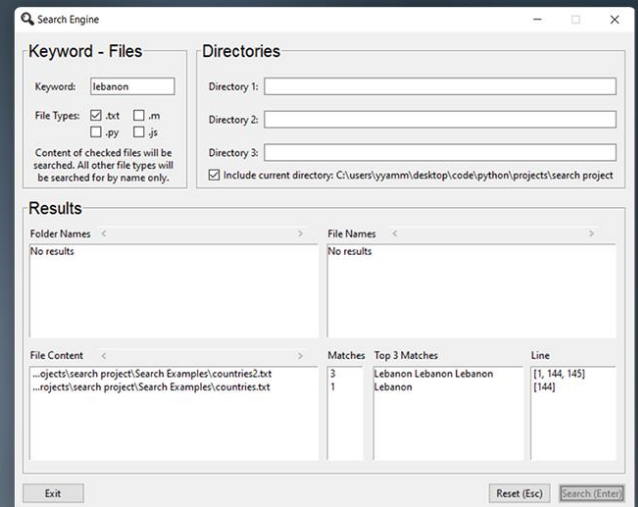 Search Engine
Keyword - Files
Keyword: lebanon
File Types: .txt .m
.py .js
Content of checked files will be
searched. All other file types will
be searched for by name only.
Directories
Directory 1:
Directory 2:
Directory 3:
Include current directory: C:\users\yyamm\desktop\code\python\projects\search project
Results
Folder Names < >
No results
File Names < >
No results
File Content < > Matches Top 3 Matches Line
...ojects\search project\Search Examples\countries2.txt 3 Lebanon Lebanon Lebanon [1, 144, 145]
...rojects\search project\Search Examples\countries.txt 1 Lebanon [144]
Exit Reset (Esc) Search (Enter)